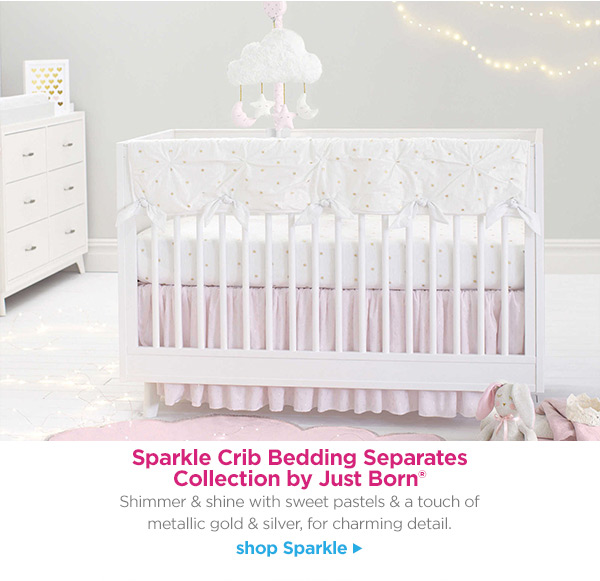 Sparkle Crib Bedding Separates
Collection by Just Born®
Shimmer & shine with sweet pastels & a touch of
metallic gold & silver, for charming detail.
shop Sparkle ▸